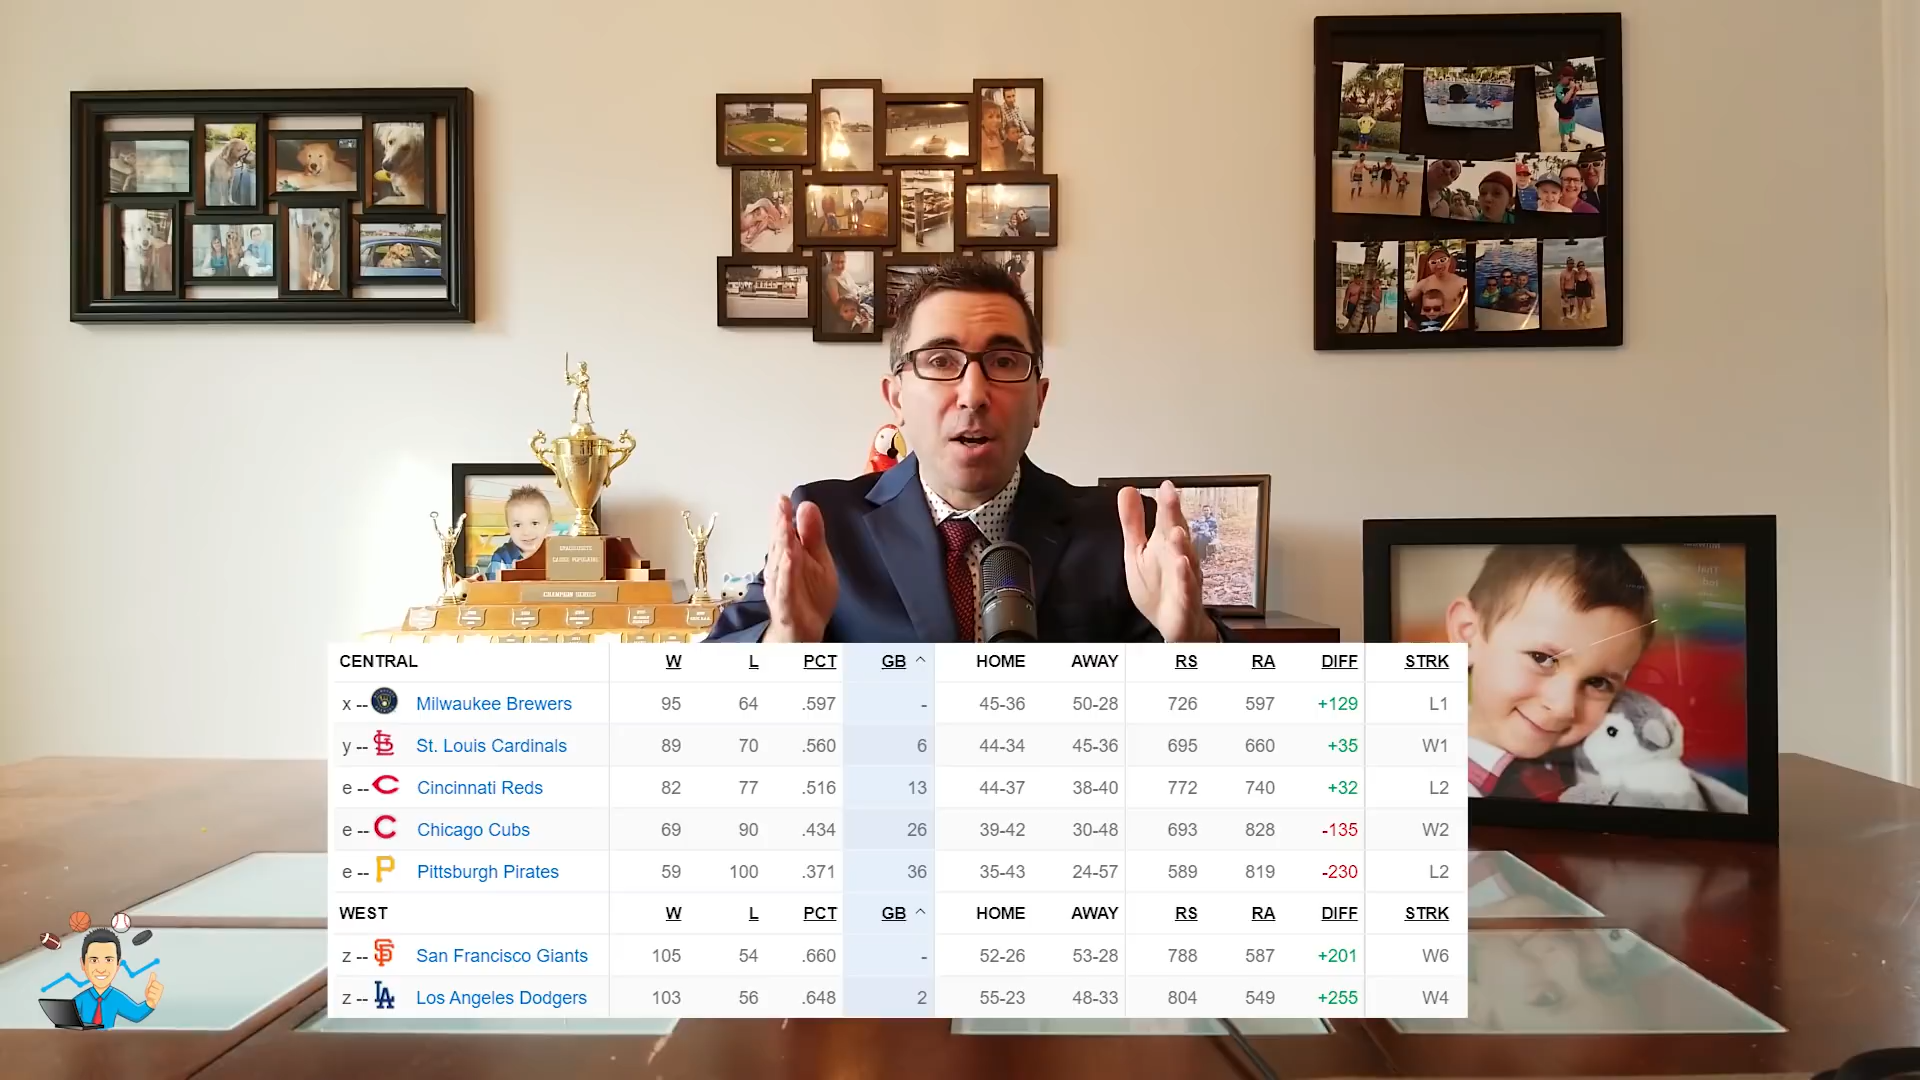 CHAMPION SERIES
CENTRAL W L PCT GB HOME AWAY RS RA DIFF STRK
x -- Milwaukee Brewers 95 64 .597 - 45-36 50-28 726 597 +129 L1
y -- St. Louis Cardinals 89 70 .560 6 44-34 45-36 695 660 +35 W1
e -- Cincinnati Reds 82 77 .516 13 44-37 38-40 772 740 +32 L2
e -- Chicago Cubs 69 90 .434 26 39-42 30-48 693 828 -135 W2
e -- Pittsburgh Pirates 59 100 .371 36 35-43 24-57 589 819 -230 L2
WEST W L PCT GB HOME AWAY RS RA DIFF STRK
z -- San Francisco Giants 105 54 .660 - 52-26 53-28 788 587 +201 W6
z -- Los Angeles Dodgers 103 56 .648 2 55-23 48-33 804 549 +255 W4